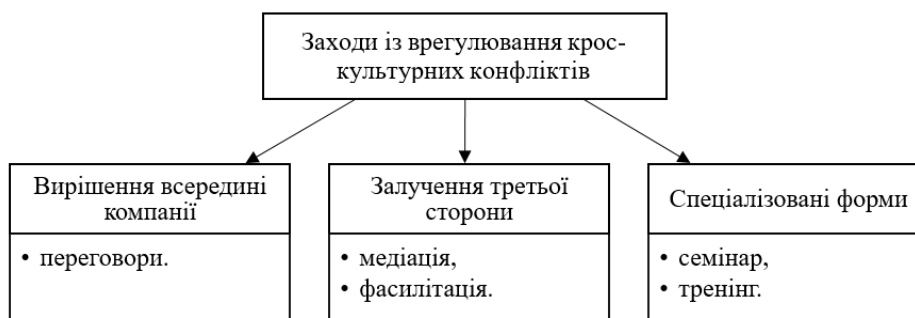 Заходи із врегулювання крос-
культурних конфліктів
Вирішення всередині
компанії
• переговори.
Залучення третьої
сторони
• медіація,
• фасилітація.
Спеціалізовані форми
• семінар,
• тренінг.